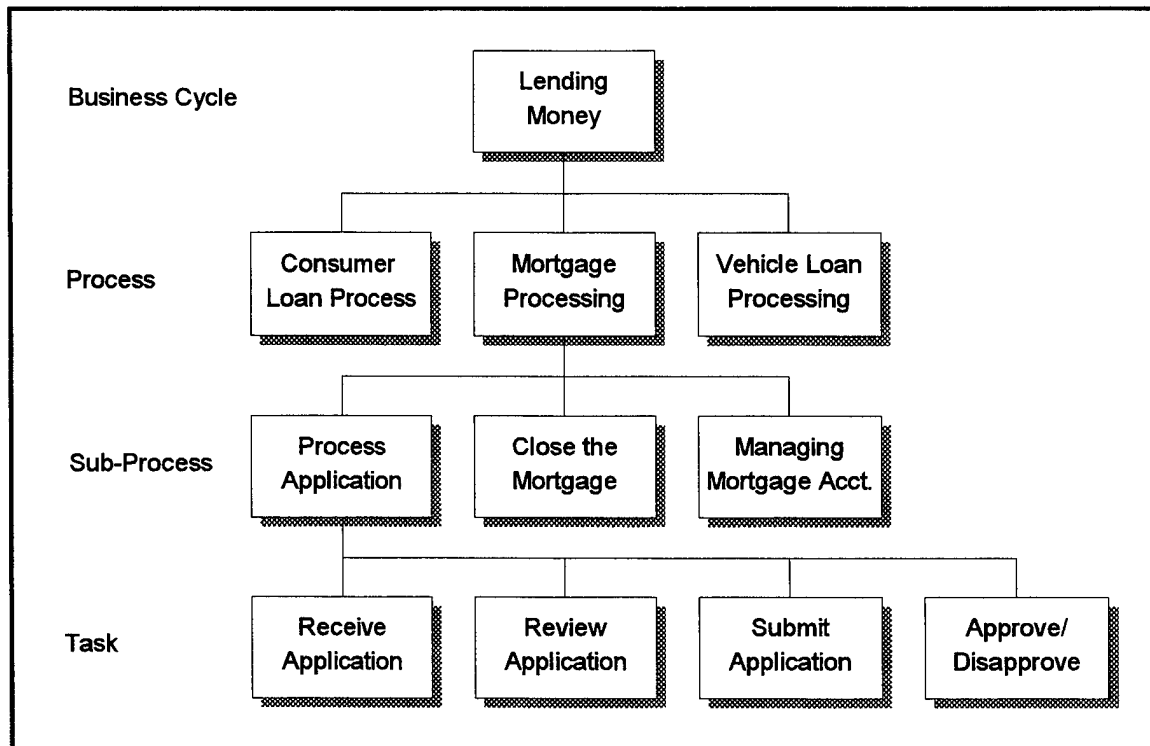 Business Cycle
Lending
Money
Process
Consumer
Loan Process
Mortgage
Processing
Vehicle Loan
Processing
Sub-Process
Process
Application
Close the
Mortgage
Managing
Mortgage Acct.
Task
Receive
Application
Review
Application
Submit
Application
Approve/
Disapprove